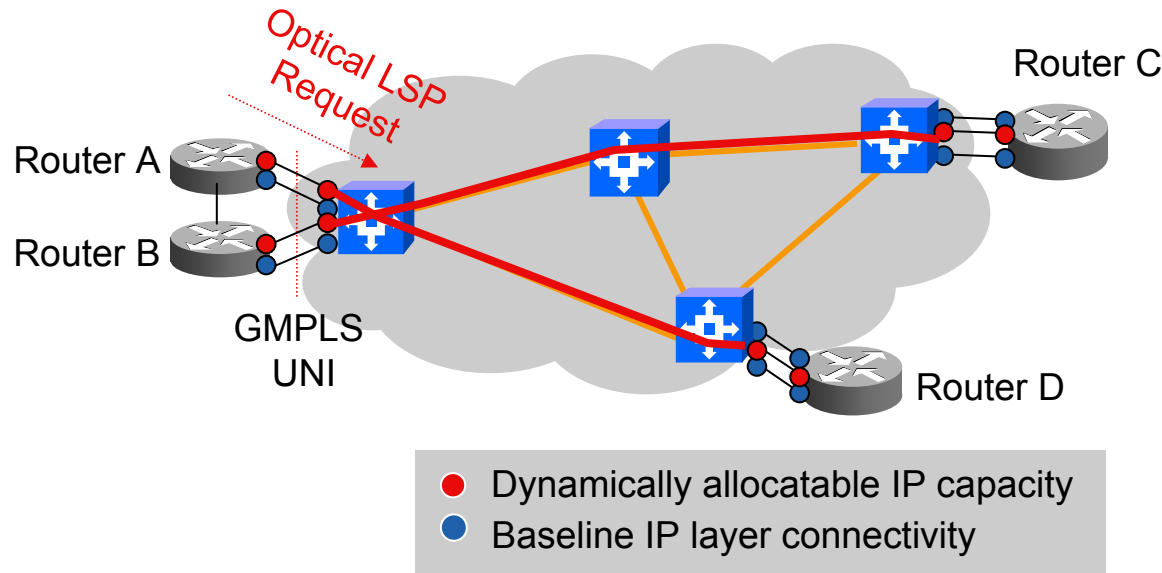 Optical LSP
Request
Router C
Router A
Router B
GMPLS
UNI
Router D
Dynamically allocatable IP capacity
Baseline IP layer connectivity